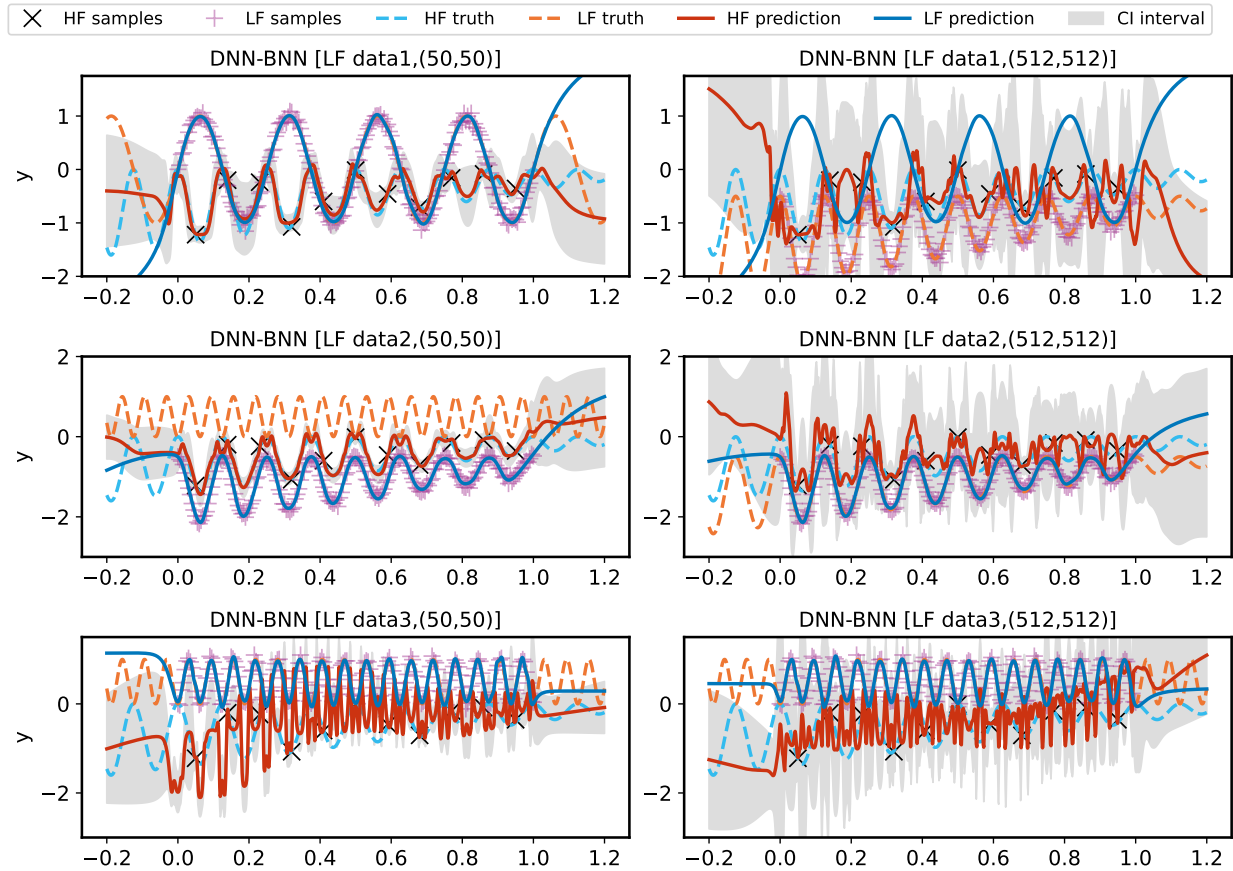 HF samples LF samples HF truth LF truth HF prediction LF prediction CI interval
DNN-BNN [LF data1,(50,50)]
1
0
−1
−2
y
−0.2 0.0 0.2 0.4 0.6 0.8 1.0 1.2
DNN-BNN [LF data1,(512,512)]
1
0
−1
−2
−0.2 0.0 0.2 0.4 0.6 0.8 1.0 1.2
DNN-BNN [LF data2,(50,50)]
2
0
−2
y
−0.2 0.0 0.2 0.4 0.6 0.8 1.0 1.2
DNN-BNN [LF data2,(512,512)]
2
0
−2
−0.2 0.0 0.2 0.4 0.6 0.8 1.0 1.2
DNN-BNN [LF data3,(50,50)]
0
−2
y
−0.2 0.0 0.2 0.4 0.6 0.8 1.0 1.2
DNN-BNN [LF data3,(512,512)]
0
−2
−0.2 0.0 0.2 0.4 0.6 0.8 1.0 1.2